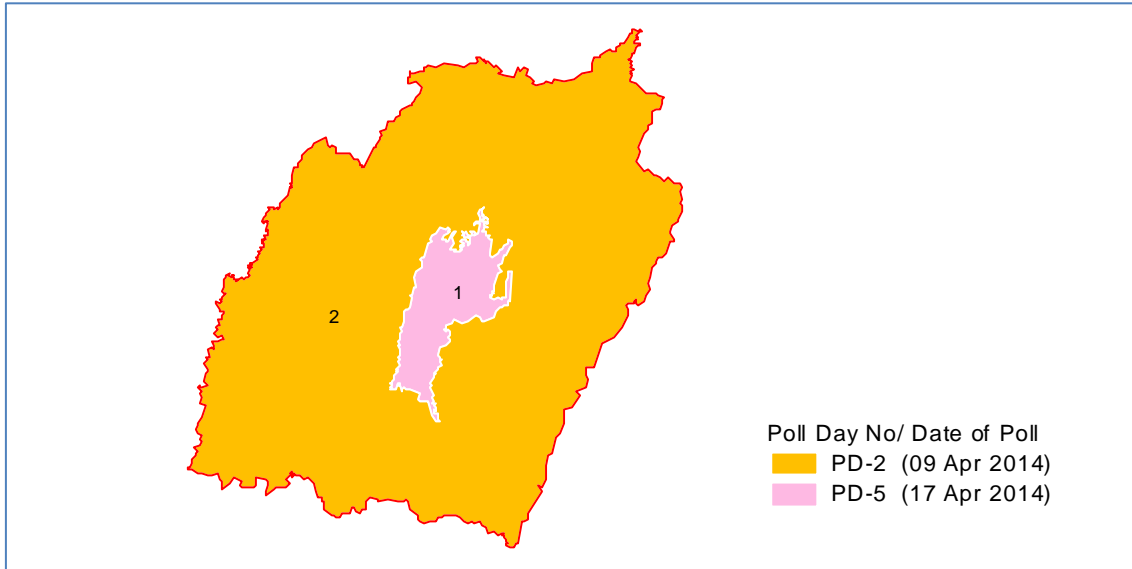 1
2
Poll Day No/ Date of Poll
PD-2 (09 Apr 2014)
PD-5 (17 Apr 2014)